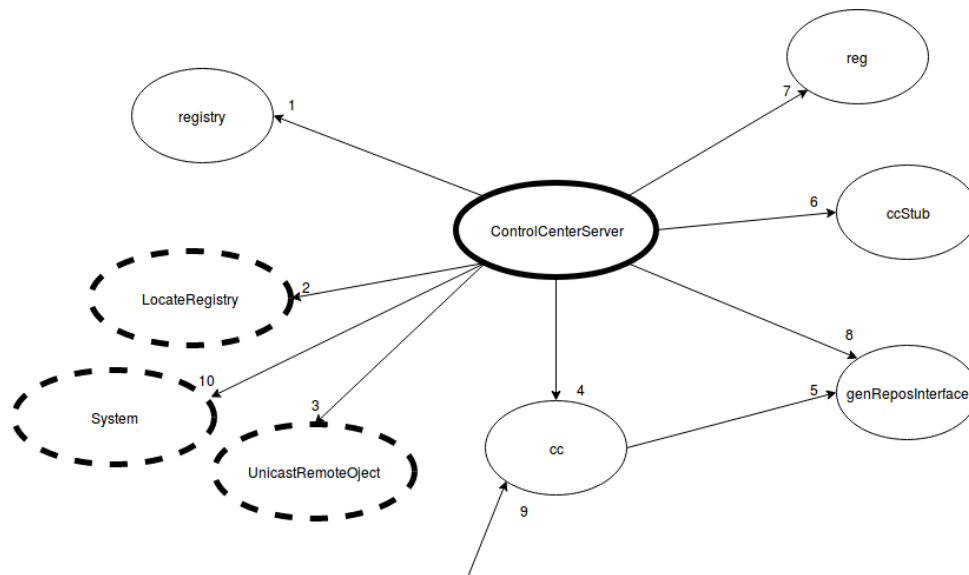 reg
7
registry
1
ccStub
6
ControlCenterServer
LocateRegistry
2
8
10
System
3
4
5
genReposInterface
cc
UnicastRemoteOject
9